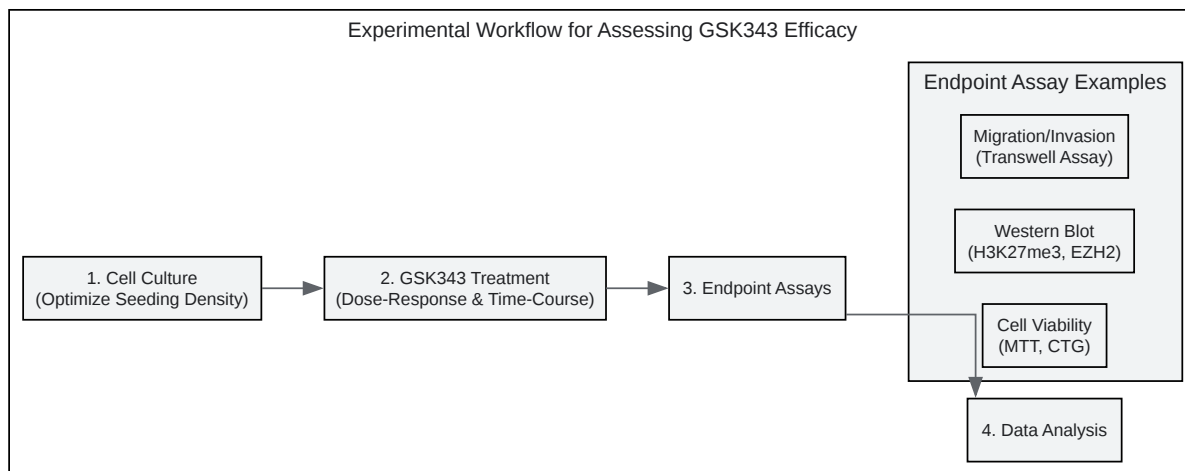 Experimental Workflow for Assessing GSK343 Efficacy
Endpoint Assay Examples
Migration/Invasion
(Transwell Assay)
Western Blot
(H3K27me3, EZH2)
1. Cell Culture
(Optimize Seeding Density)
2. GSK343 Treatment
(Dose-Response & Time-Course)
3. Endpoint Assays
Cell Viability
(MTT, CTG)
4. Data Analysis